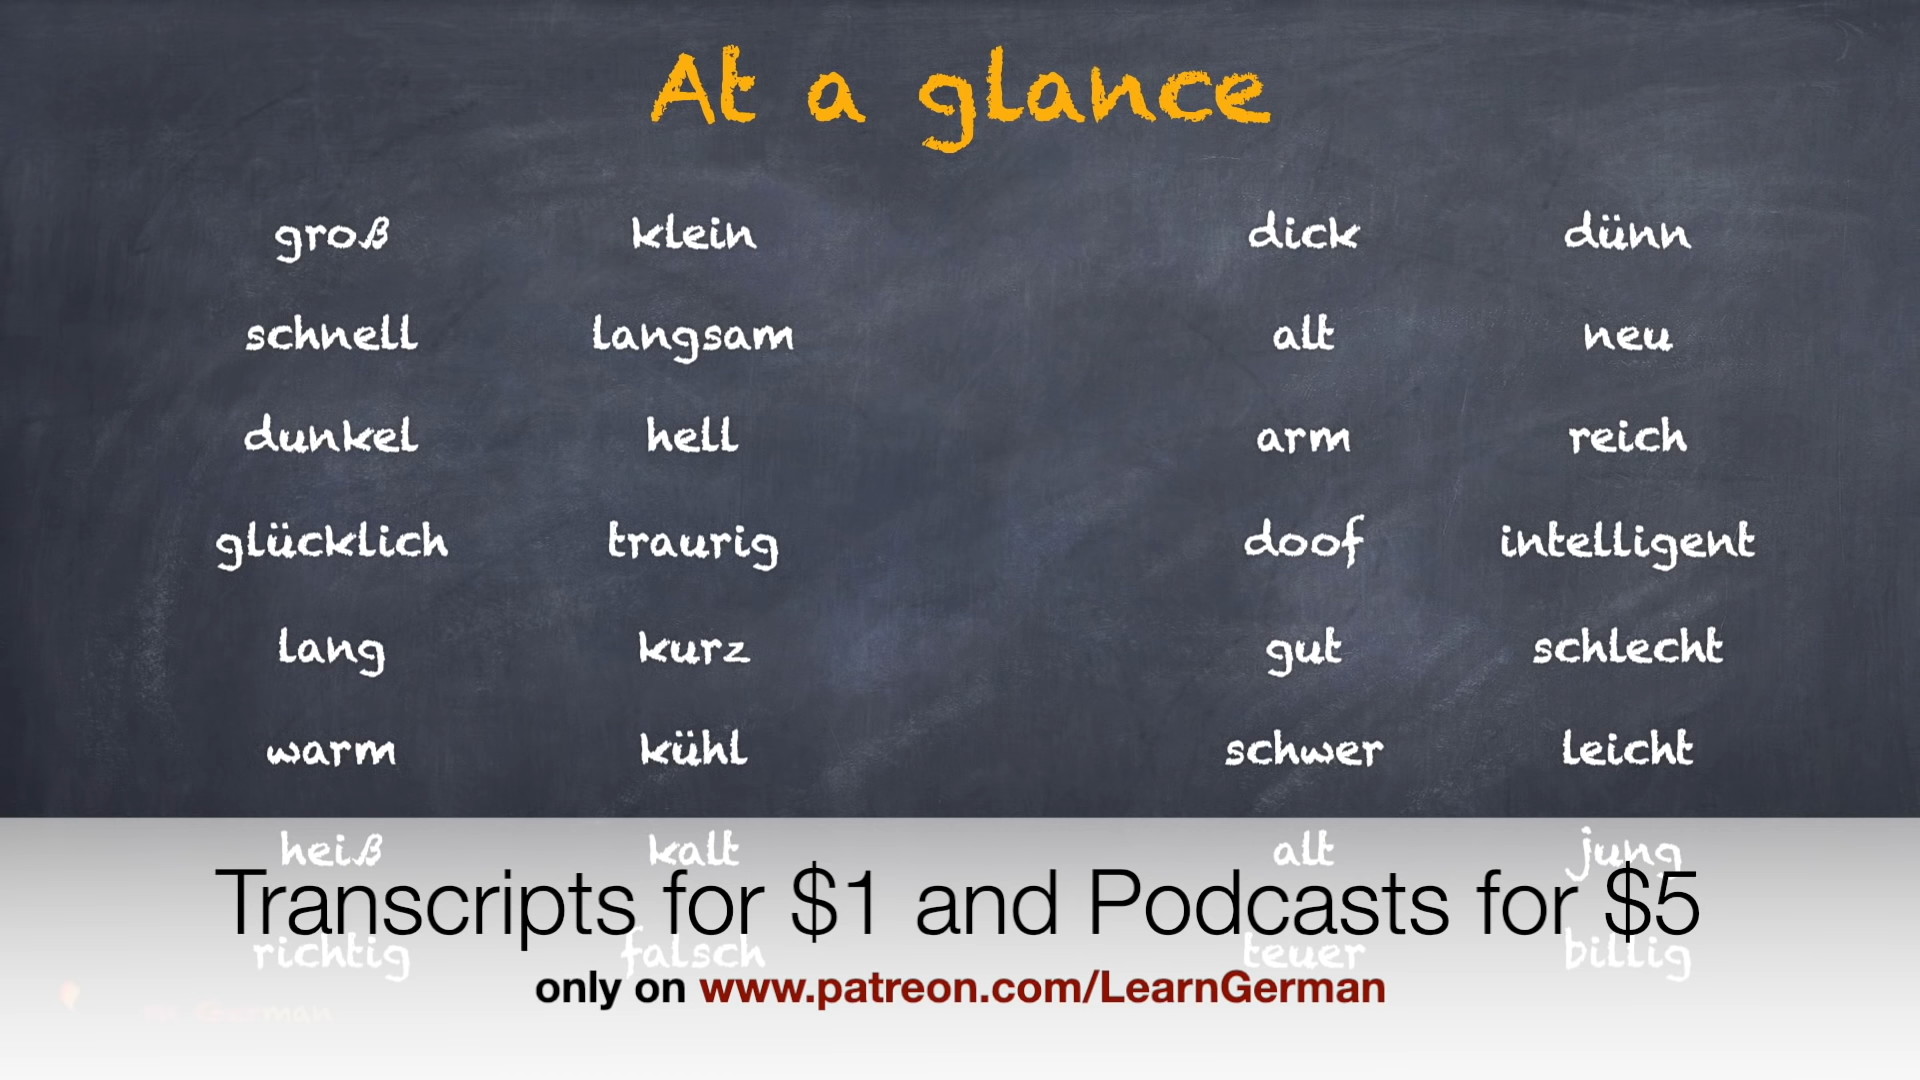 At a glance
groß klein dick dünn
schnell langsam alt neu
dunkel hell arm reich
glücklich traurig doof intelligent
lang kurz gut schlecht
warm kühl schwer leicht
heiß kalt alt jung
Transcripts for $1 and Podcasts for $5
richtig falsch teuer billig
only on www.patreon.com/LearnGerman
German